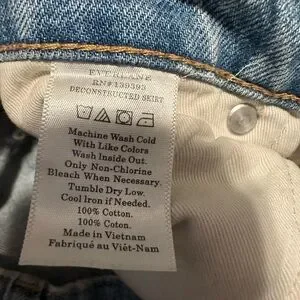 EVERLANE
RN# 139393
DECONSTRUCTED SKIRT
Machine Wash Cold
With Like Colors
Wash Inside Out.
Only Non-Chlorine
Bleach When Necessary.
Tumble Dry Low.
Cool Iron if Needed.
100% Cotton.
100% Coton.
Made in Vietnam
Fabriqué au Viêt-Nam